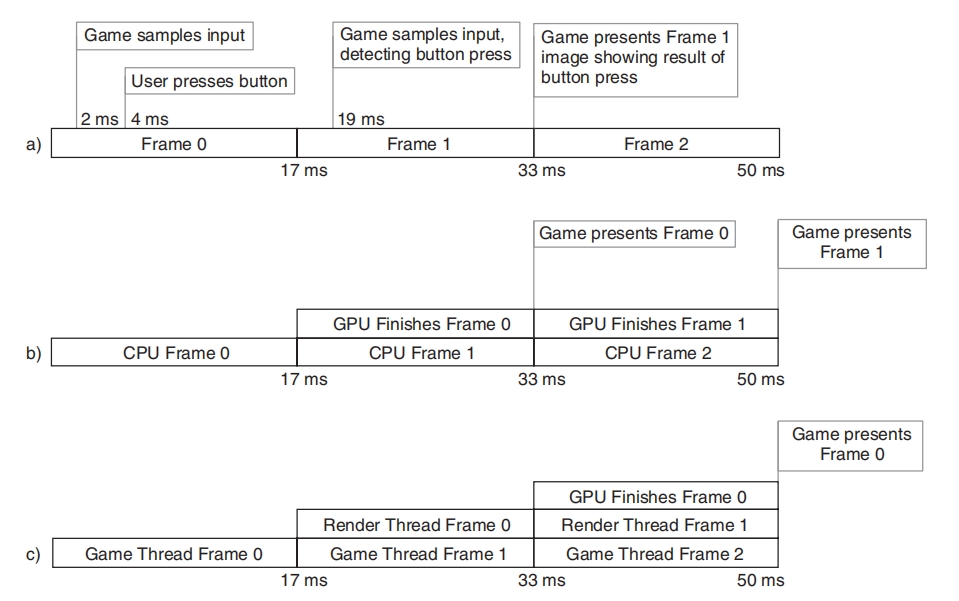 Game samples input
User presses button
Game samples input,
detecting button press
Game presents Frame 1
image showing result of
button press
2 ms
4 ms
19 ms
a)
Frame 0
Frame 1
Frame 2
17 ms
33 ms
50 ms
Game presents Frame 0
Game presents
Frame 1
GPU Finishes Frame 0
GPU Finishes Frame 1
b)
CPU Frame 0
CPU Frame 1
CPU Frame 2
17 ms
33 ms
50 ms
Game presents
Frame 0
GPU Finishes Frame 0
Render Thread Frame 0
Render Thread Frame 1
c)
Game Thread Frame 0
Game Thread Frame 1
Game Thread Frame 2
17 ms
33 ms
50 ms